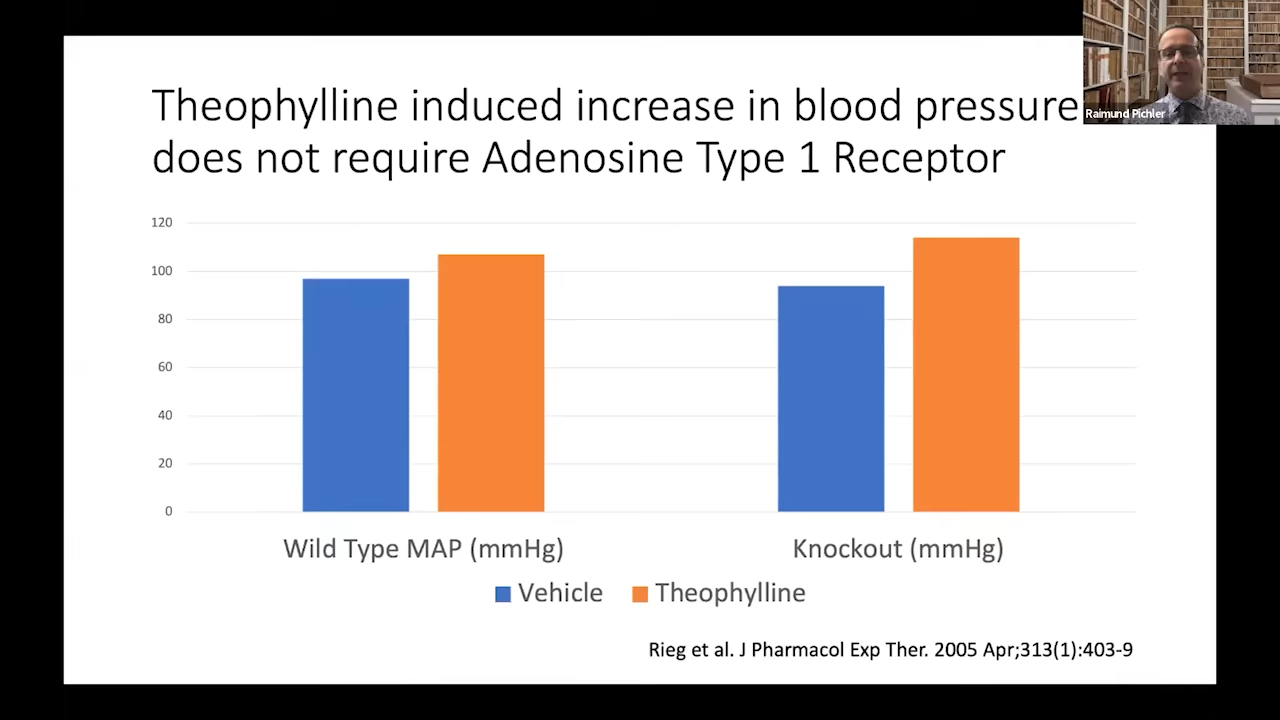 Theophylline induced increase in blood pressure
does not require Adenosine Type 1 Receptor
Raimund Pichler
120
100
80
60
40
20
0
Wild Type MAP (mmHg)
Knockout (mmHg)
Vehicle
Theophylline
Rieg et al. J Pharmacol Exp Ther. 2005 Apr;313(1):403-9